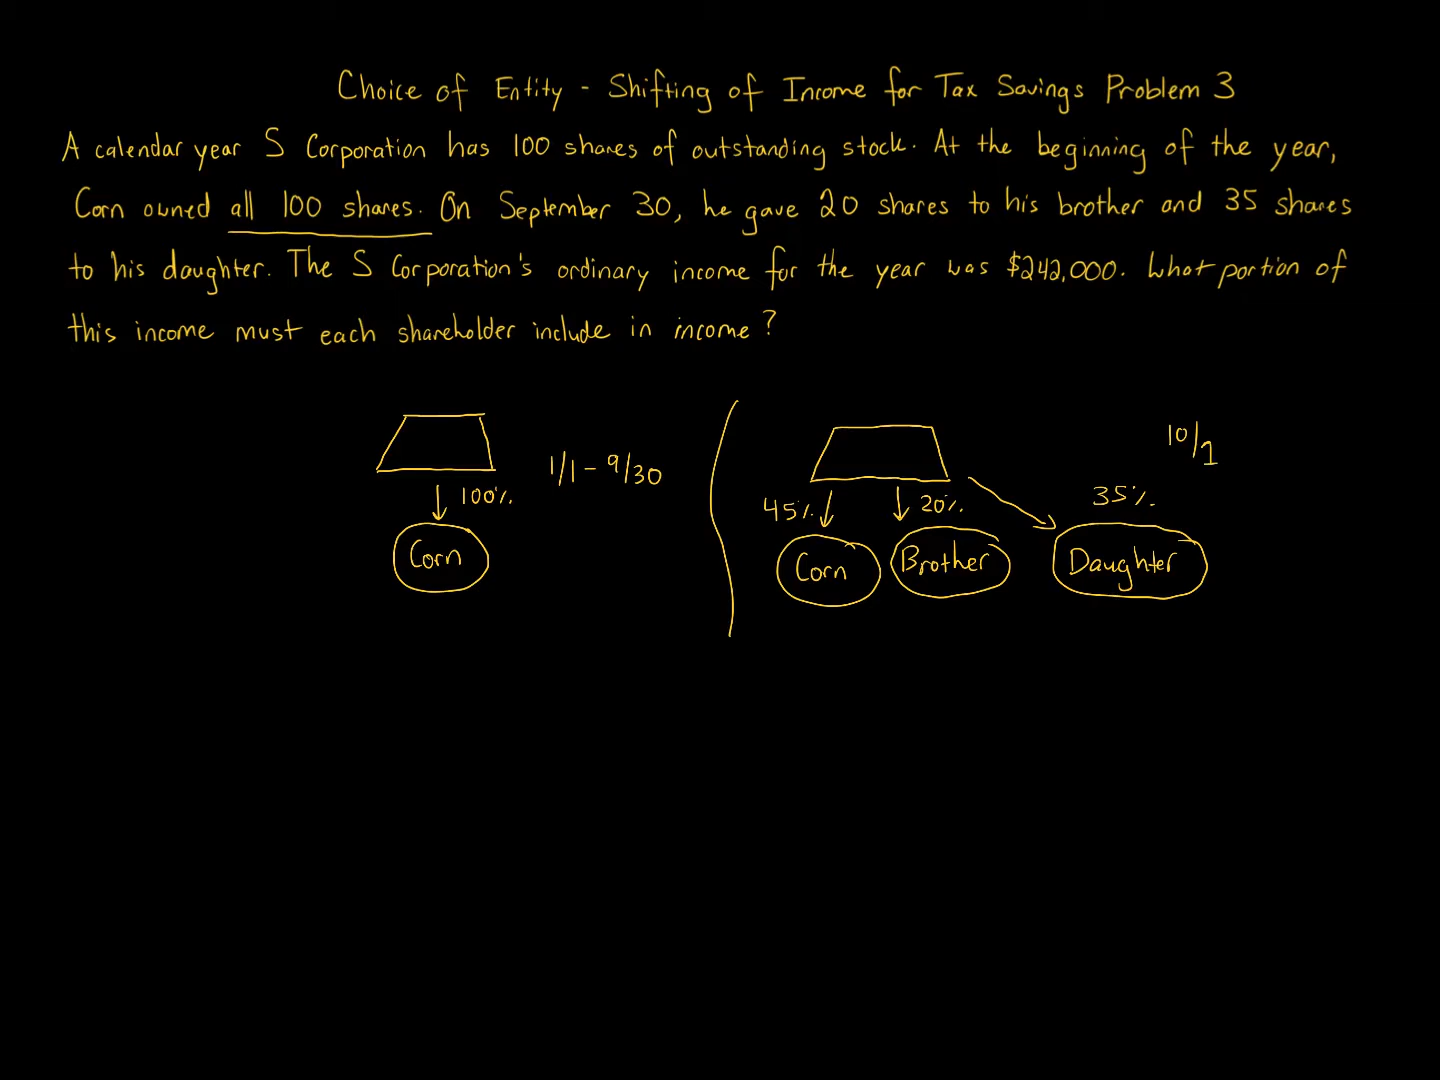 Choice of Entity - Shifting of Income for Tax Savings Problem 3
A calendar year S Corporation has 100 shares of outstanding stock. At the beginning of the year,
Corn owned all 100 shares. On September 30, he gave 20 shares to his brother and 35 shares
to his daughter. The S Corporation's ordinary income for the year was $242,000. What portion of
this income must each shareholder include in income?
1/1 - 9/30
100%
Corn
10/1
45%
20%
35%
Corn
Brother
Daughter